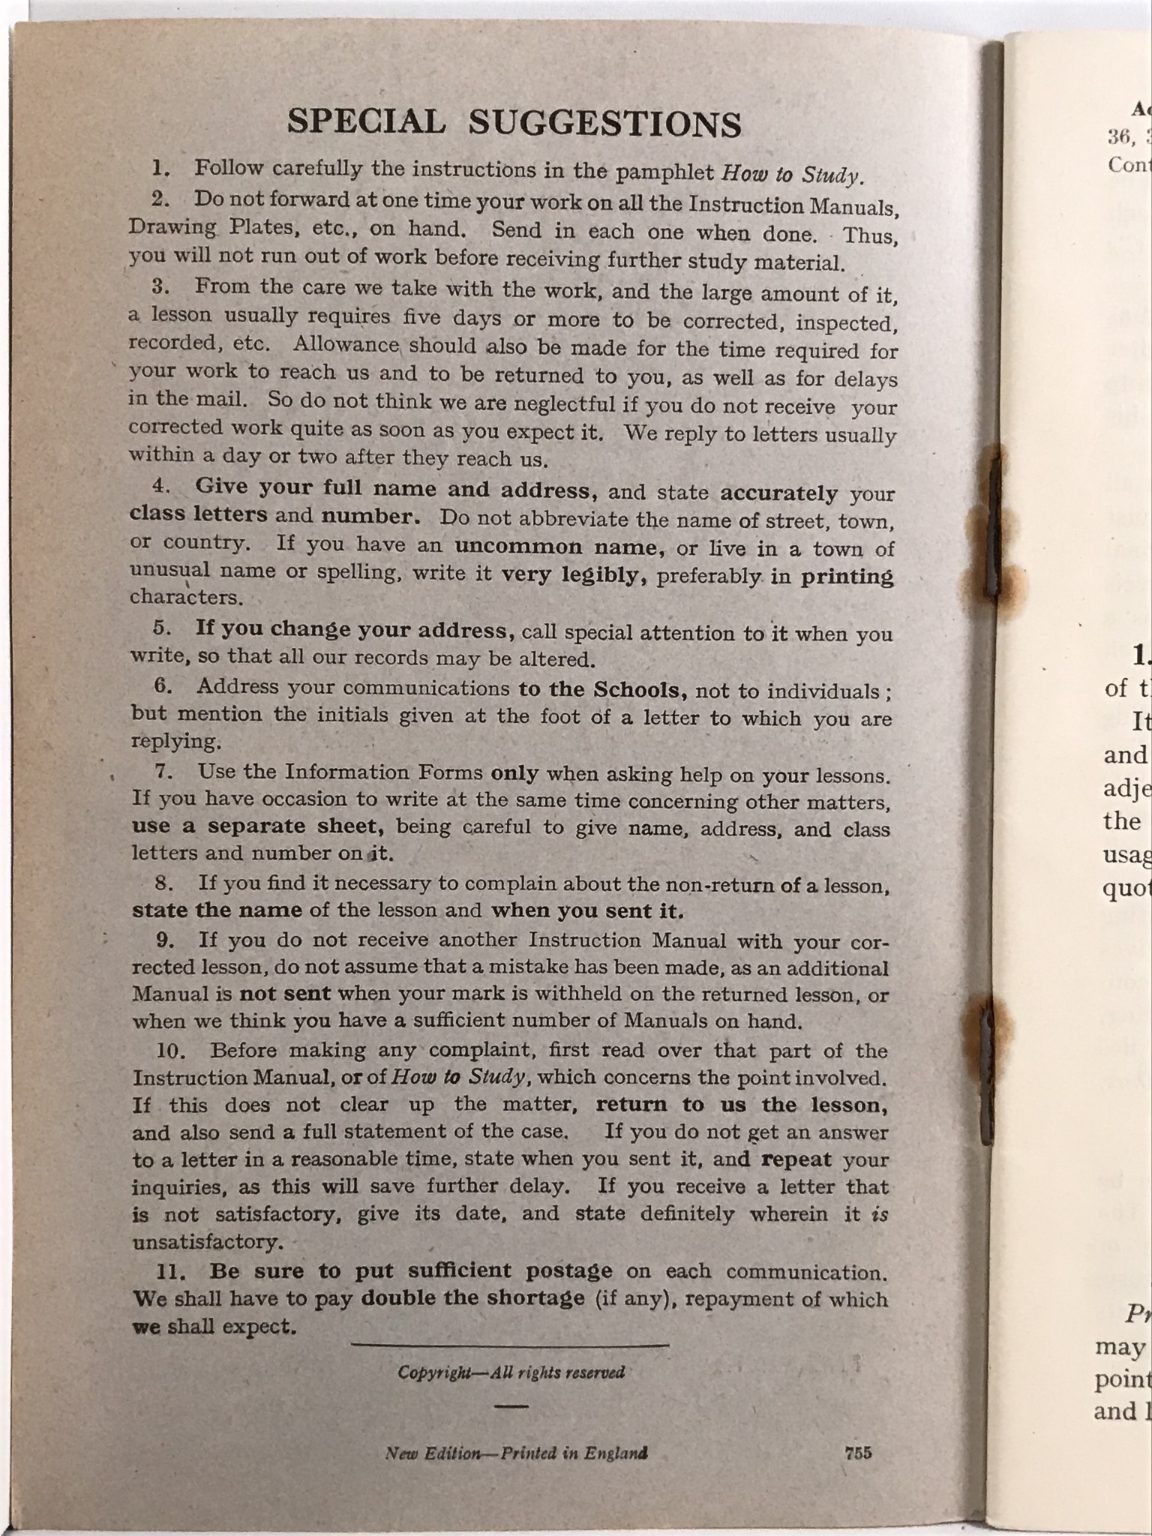 SPECIAL SUGGESTIONS
1. Follow carefully the instructions in the pamphlet How to Study.
2. Do not forward at one time your work on all the Instruction Manuals,
Drawing Plates, etc., on hand. Send in each one when done. Thus,
you will not run out of work before receiving further study material.
3. From the care we take with the work, and the large amount of it,
a lesson usually requires five days or more to be corrected, inspected,
recorded, etc. Allowance should also be made for the time required for
your work to reach us and to be returned to you, as well as for delays
in the mail. So do not think we are neglectful if you do not receive your
corrected work quite as soon as you expect it. We reply to letters usually
within a day or two after they reach us.
4. Give your full name and address, and state accurately your
class letters and number. Do not abbreviate the name of street, town,
or country. If you have an uncommon name, or live in a town of
unusual name or spelling, write it very legibly, preferably in printing
characters.
5. If you change your address, call special attention to it when you
write, so that all our records may be altered.
6. Address your communications to the Schools, not to individuals;
but mention the initials given at the foot of a letter to which you are
replying.
7. Use the Information Forms only when asking help on your lessons.
If you have occasion to write at the same time concerning other matters,
use a separate sheet, being careful to give name, address, and class
letters and number on it.
8. If you find it necessary to complain about the non-return of a lesson,
state the name of the lesson and when you sent it.
9. If you do not receive another Instruction Manual with your cor-
rected lesson, do not assume that a mistake has been made, as an additional
Manual is not sent when your mark is withheld on the returned lesson, or
when we think you have a sufficient number of Manuals on hand.
10. Before making any complaint, first read over that part of the
Instruction Manual, or of How to Study, which concerns the point involved.
If this does not clear up the matter, return to us the lesson,
and also send a full statement of the case. If you do not get an answer
to a letter in a reasonable time, state when you sent it, and repeat your
inquiries, as this will save further delay. If you receive a letter that
is not satisfactory, give its date, and state definitely wherein it is
unsatisfactory.
11. Be sure to put sufficient postage on each communication.
We shall have to pay double the shortage (if any), repayment of which
we shall expect.
Copyright—All rights reserved
New Edition—Printed in England 755
36,
1.
of
It
and
the
may
and